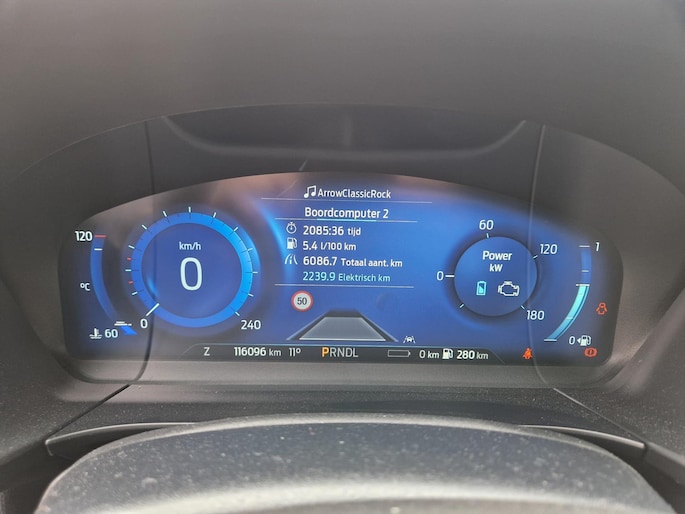 ArrowClassicRock
Boordcomputer 2
2085:36 tijd
5.4 l/100 km
6086.7 Totaal aant. km
2239.9 Elektrisch km
50
120
°C
60
km/h
0
0
240
60
0
120
180
Power
kW
1
0
Z 116096 km 11° PRNDL 0 km 280 km